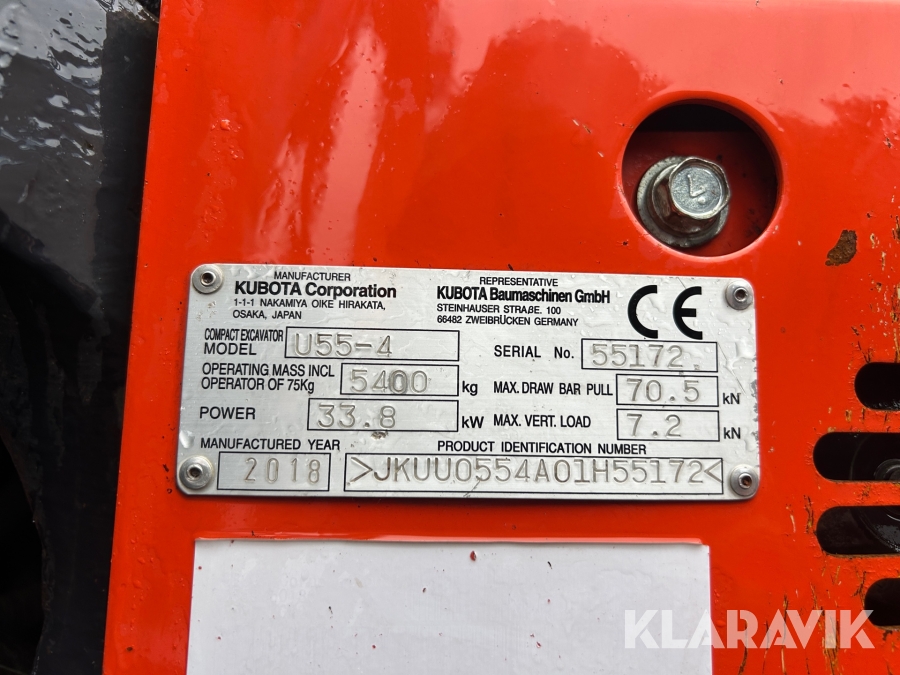 MANUFACTURER
KUBOTA Corporation
1-1-1 NAKAMIYA OIKE HIRAKATA,
OSAKA, JAPAN
REPRESENTATIVE
KUBOTA Baumaschinen GmbH
STEINHAUSER STRAßE. 100
66482 ZWEIBRÜCKEN GERMANY
CE
COMPACT EXCAVATOR
MODEL U55-4
SERIAL No. 55172
OPERATING MASS INCL
OPERATOR OF 75Kg 5400 kg
MAX. DRAW BAR PULL 70.5 kN
POWER 33.8 kW
MAX. VERT. LOAD 7.2 kN
MANUFACTURED YEAR
2018
PRODUCT IDENTIFICATION NUMBER
>JKUU0554A01H55172<
KLARAVIK